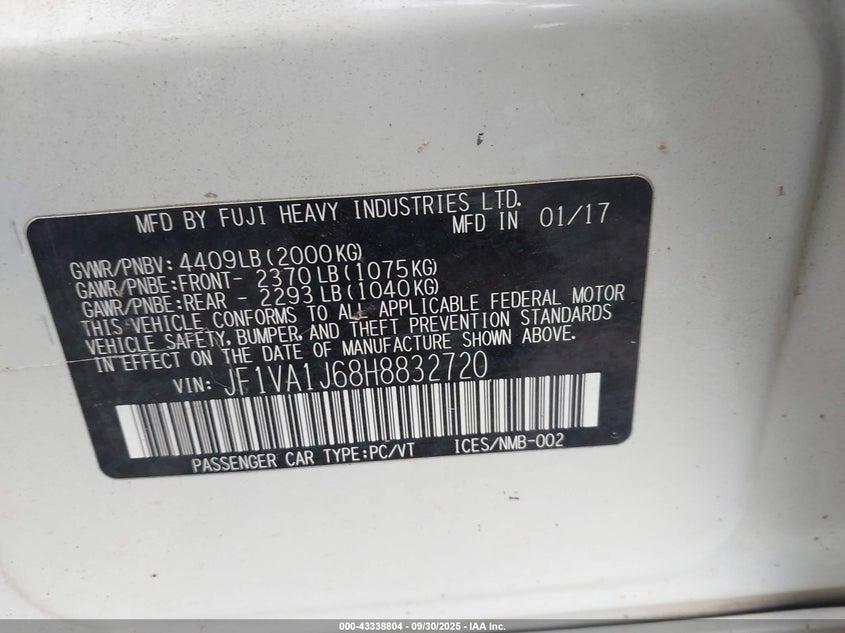 MFD BY FUJI HEAVY INDUSTRIES LTD.
MFD IN 01/17
GVWR/PNBV: 4409LB(2000KG)
GAWR/PNBE:FRONT- 2370LB(1075KG)
GAWR/PNBE:REAR - 2293LB(1040KG)
THIS VEHICLE CONFORMS TO ALL APPLICABLE FEDERAL MOTOR
VEHICLE SAFETY, BUMPER, AND THEFT PREVENTION STANDARDS
IN EFFECT ON THE DATE OF MANUFACTURE SHOWN ABOVE.
VIN: JF1VA1J68H8832720
PASSENGER CAR TYPE:PC/VT ICES/NMB-002
000-43338804 - 09/30/2025 - IAA Inc.